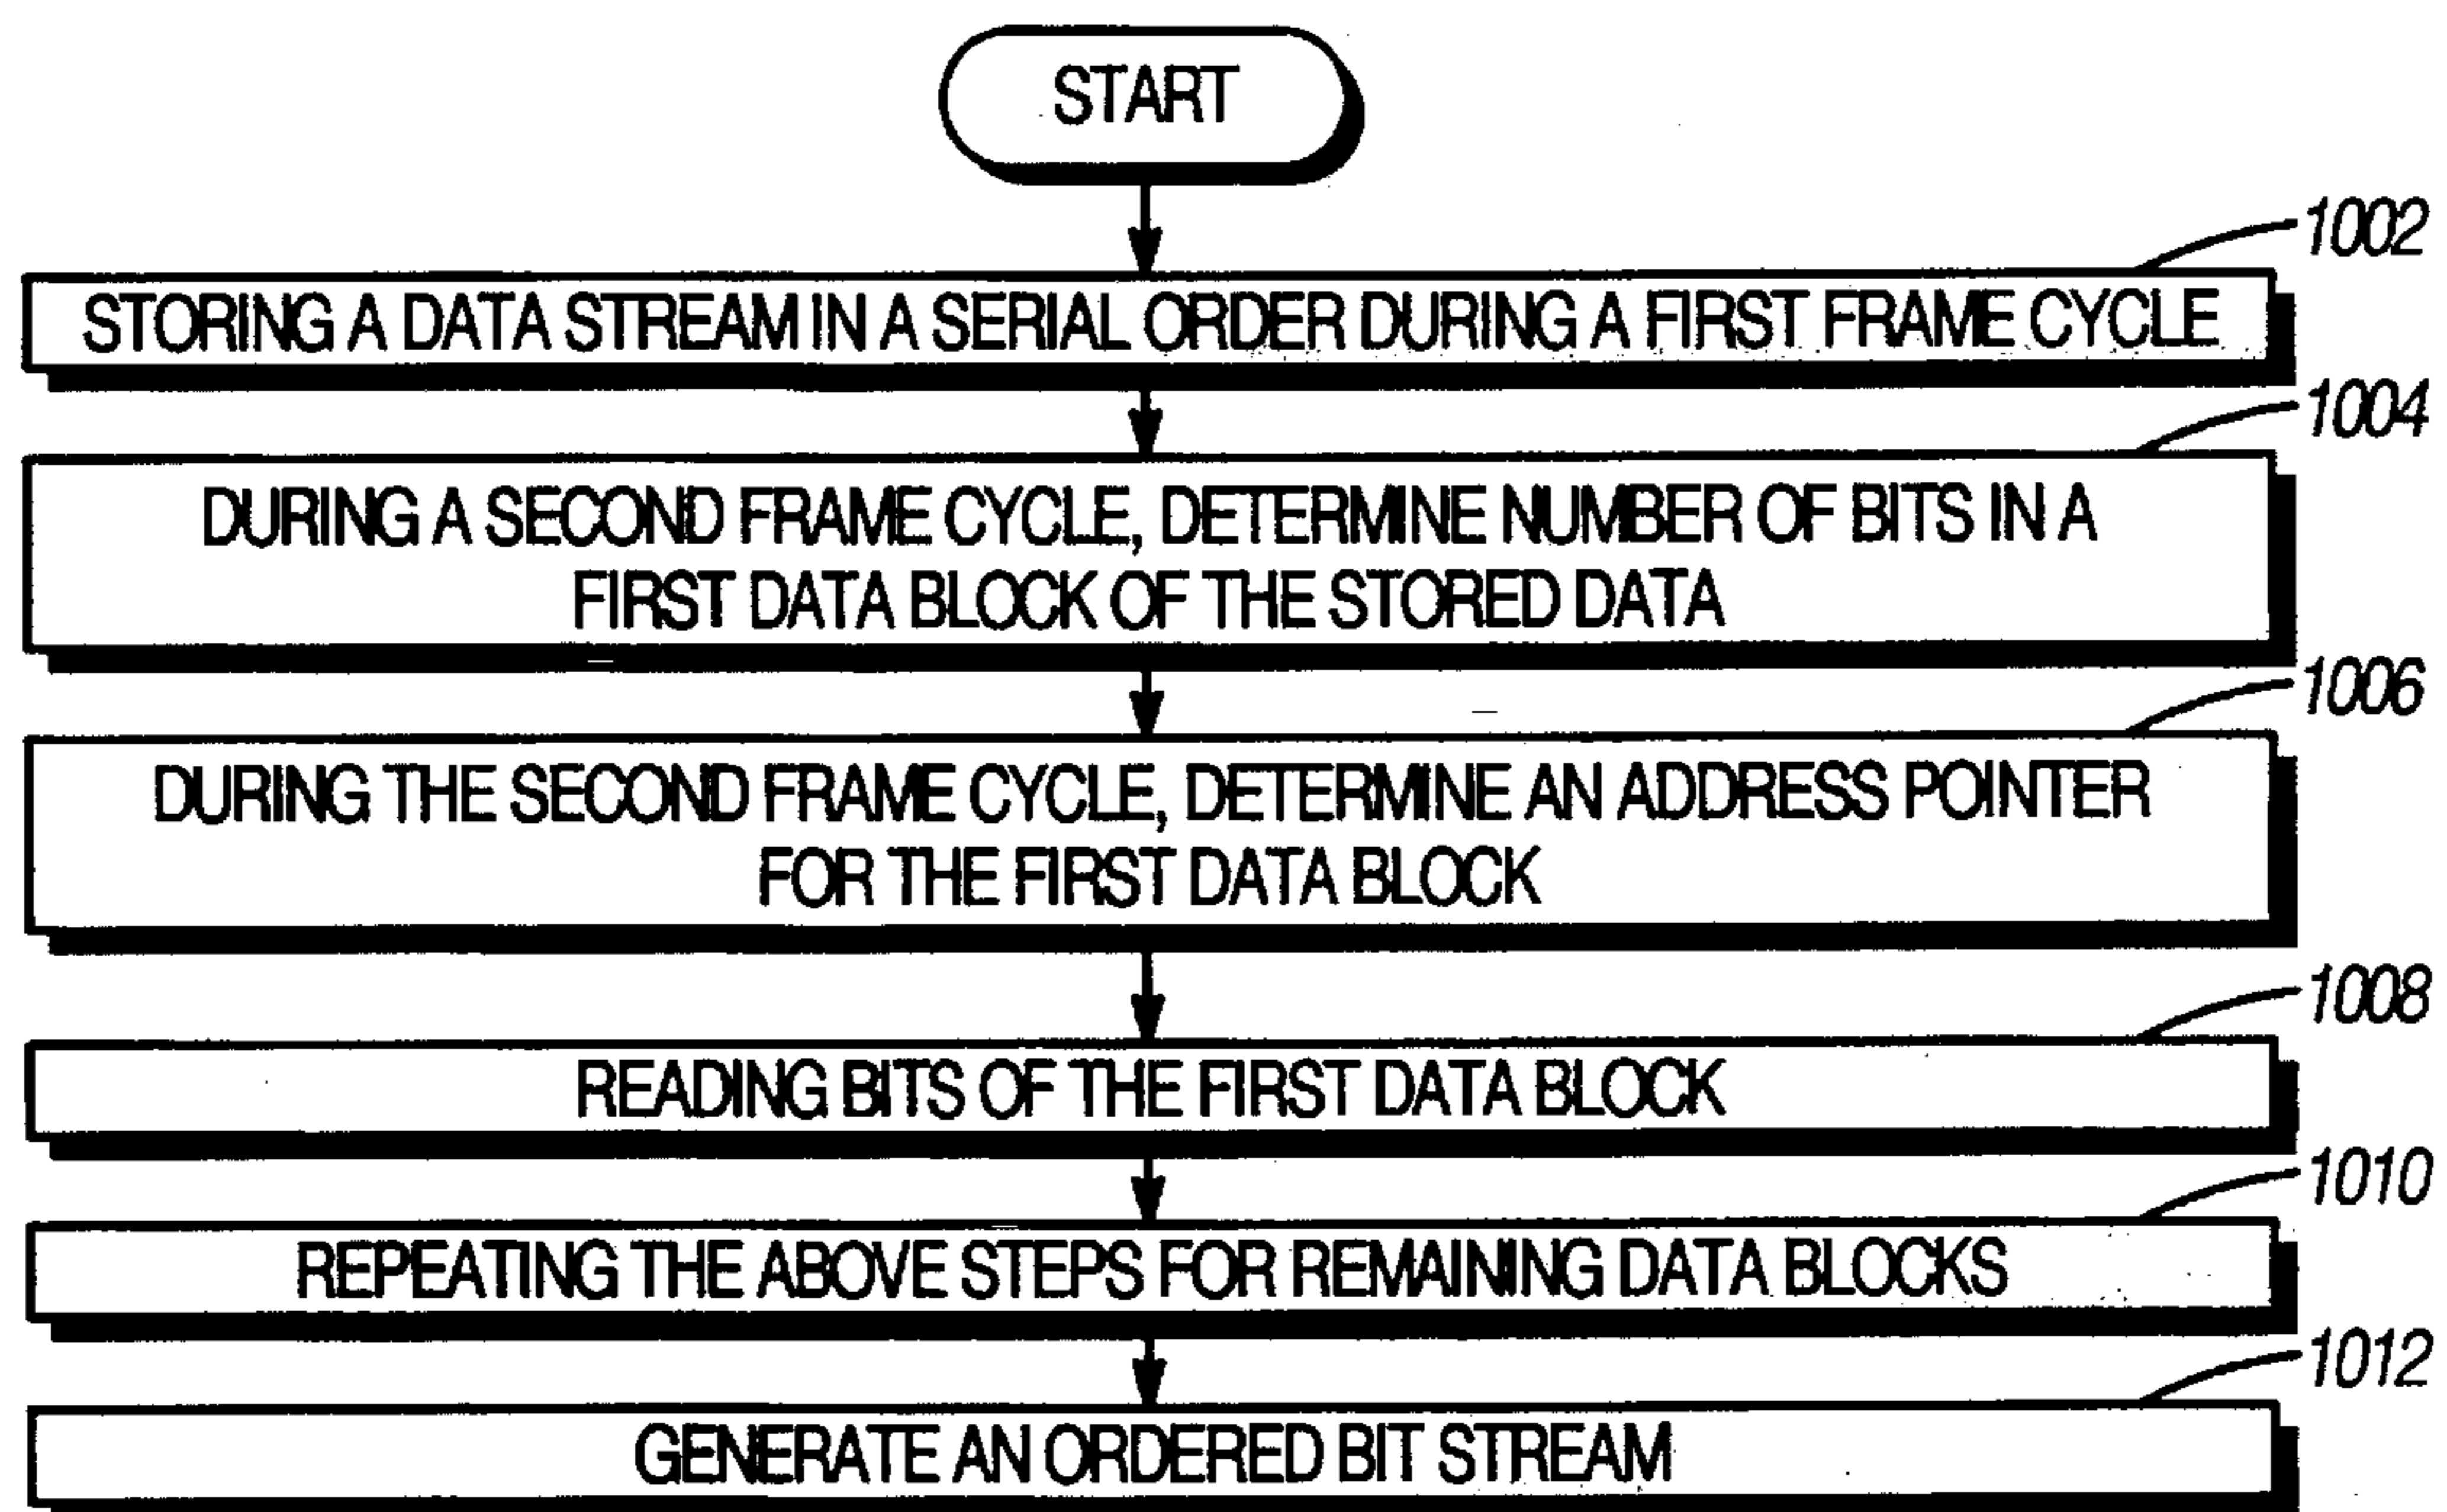 START
1002
STORING A DATA STREAM IN A SERIAL ORDER DURING A FIRST FRAME CYCLE
1004
DURING A SECOND FRAME CYCLE, DETERMINE NUMBER OF BITS IN A
FIRST DATA BLOCK OF THE STORED DATA
1006
DURING THE SECOND FRAME CYCLE, DETERMINE AN ADDRESS POINTER
FOR THE FIRST DATA BLOCK
1008
READING BITS OF THE FIRST DATA BLOCK
1010
REPEATING THE ABOVE STEPS FOR REMAINING DATA BLOCKS
1012
GENERATE AN ORDERED BIT STREAM